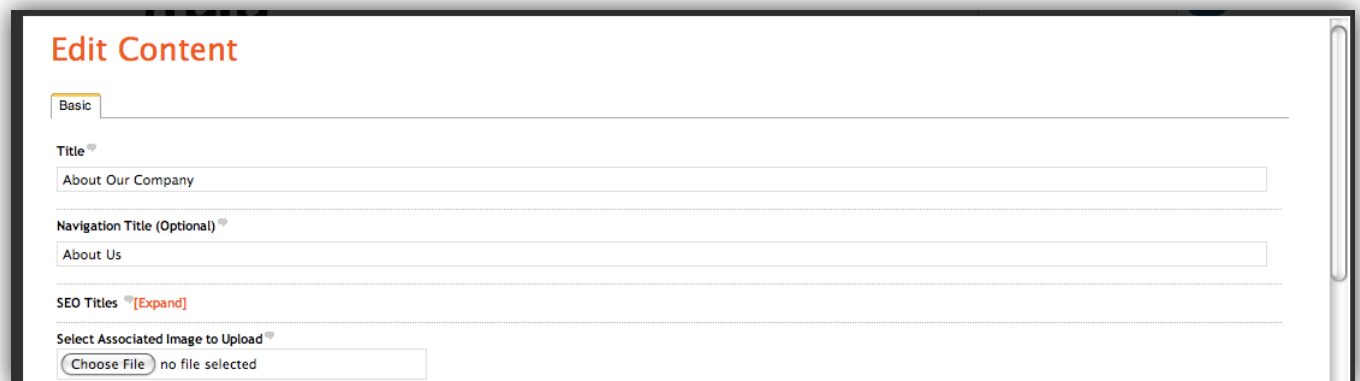 Edit Content
Basic
Title
About Our Company
Navigation Title (Optional)
About Us
SEO Titles [Expand]
Select Associated Image to Upload
Choose File no file selected